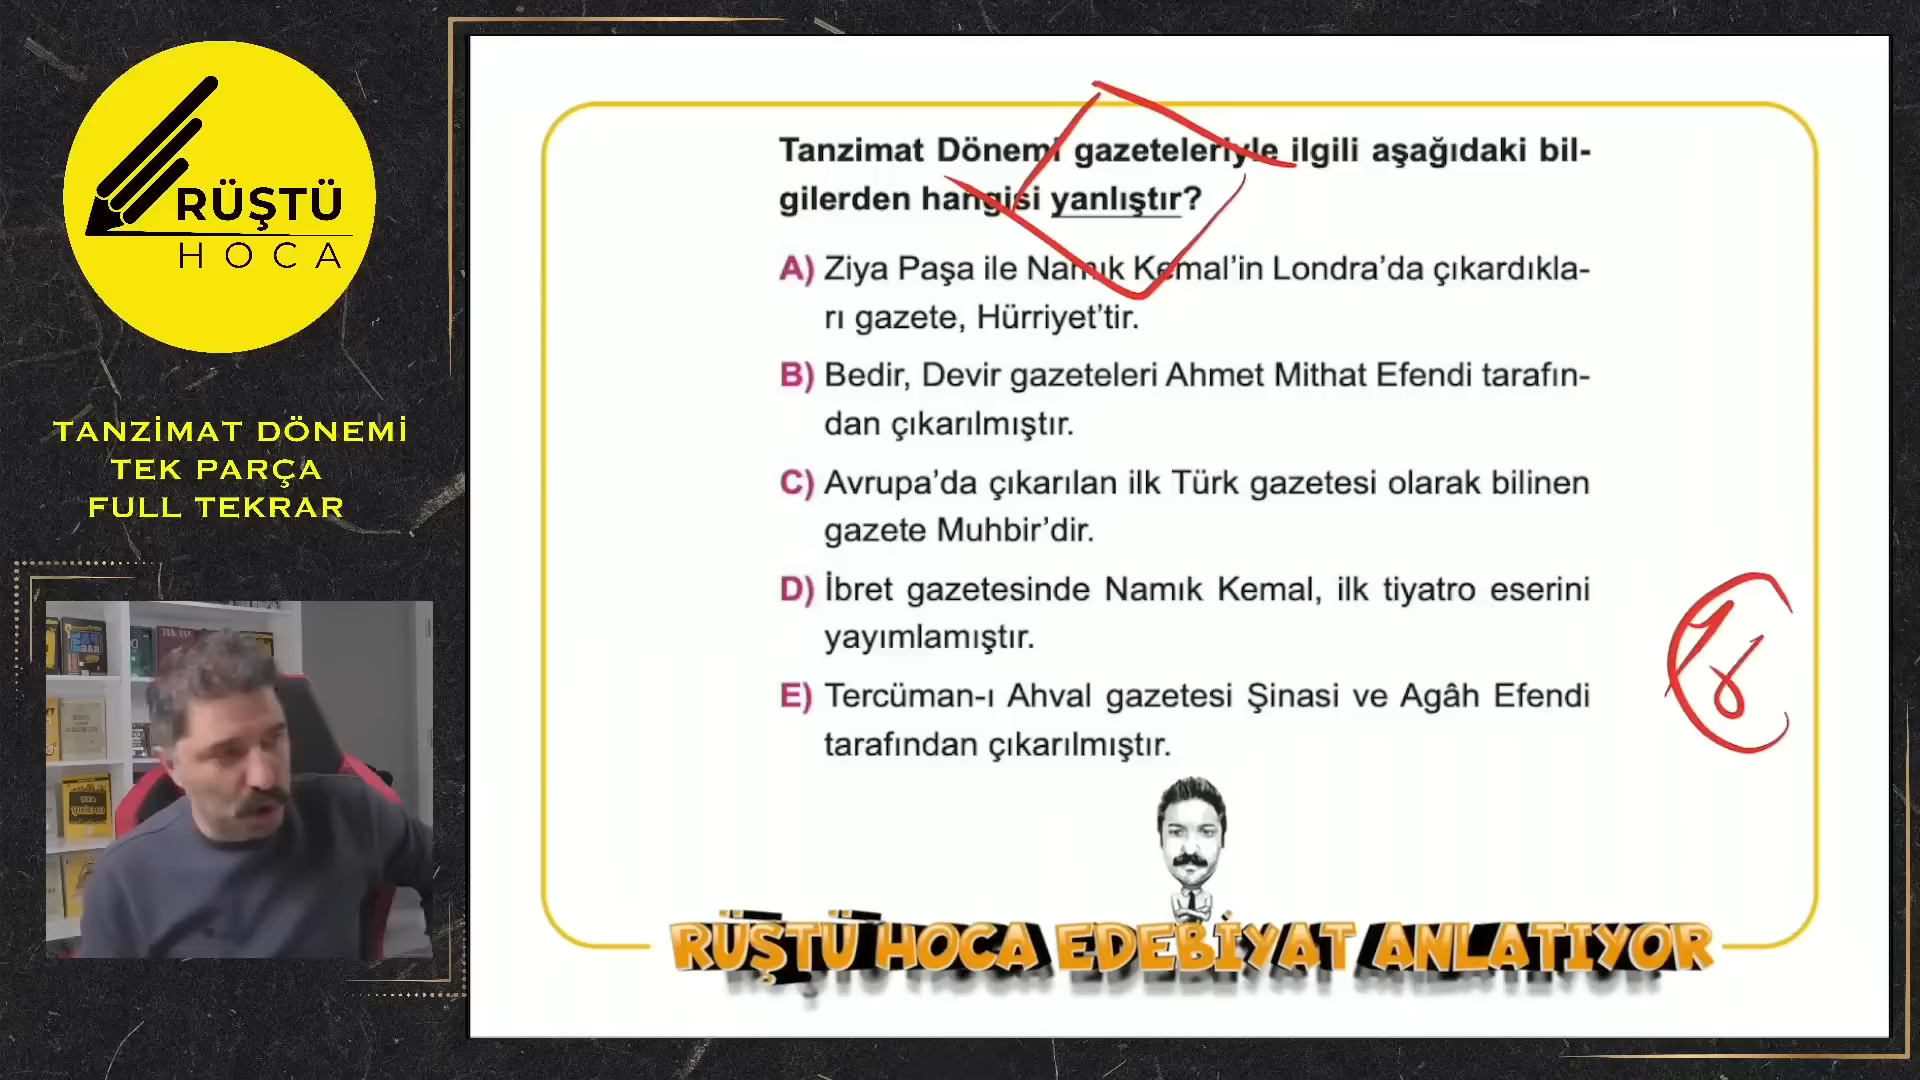 RÜŞTÜ
HOCA
TANZİMAT DÖNEMİ
TEK PARÇA
FULL TEKRAR
Tanzimat Dönemi gazeteleriyle ilgili aşağıdaki bil-
gilerden hangisi yanlıştır?
A) Ziya Paşa ile Namık Kemal’in Londra’da çıkardıkla-
rı gazete, Hürriyet’tir.
B) Bedir, Devir gazeteleri Ahmet Mithat Efendi tarafın-
dan çıkarılmıştır.
C) Avrupa’da çıkarılan ilk Türk gazetesi olarak bilinen
gazete Muhbir’dir.
D) İbret gazetesinde Namık Kemal, ilk tiyatro eserini
yayımlamıştır.
E) Tercüman-ı Ahval gazetesi Şinasi ve Agâh Efendi
tarafından çıkarılmıştır.
RÜŞTÜ HOCA EDEBİYAT ANLATIYOR